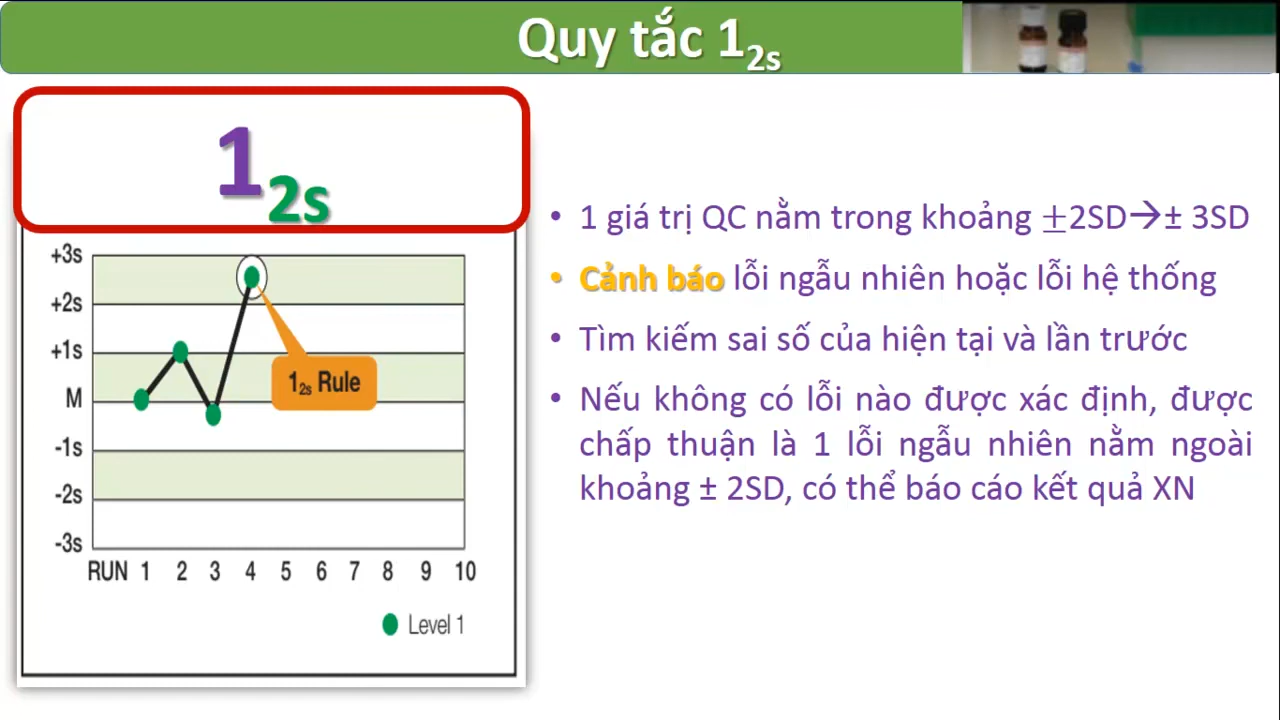 Quy tắc 1₂ₛ
1₂ₛ
+3s
+2s
+1s
M
-1s
-2s
-3s
1₂ₛ Rule
RUN 1 2 3 4 5 6 7 8 9 10
Level 1
• 1 giá trị QC nằm trong khoảng ±2SD→± 3SD
• Cảnh báo lỗi ngẫu nhiên hoặc lỗi hệ thống
• Tìm kiếm sai số của hiện tại và lần trước
• Nếu không có lỗi nào được xác định, được
chấp thuận là 1 lỗi ngẫu nhiên nằm ngoài
khoảng ± 2SD, có thể báo cáo kết quả XN